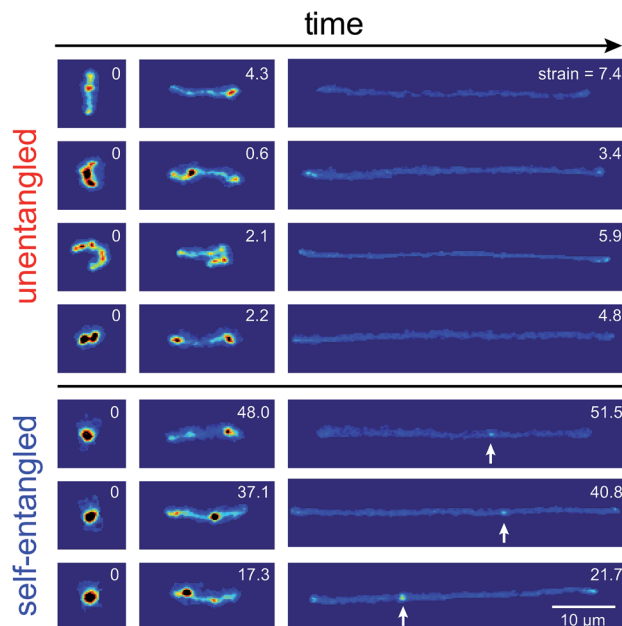 time
unentangled
0 4.3 strain = 7.4
0 0.6 3.4
0 2.1 5.9
0 2.2 4.8
self-entangled
0 48.0 51.5
0 37.1 40.8
0 17.3 21.7
10 μm